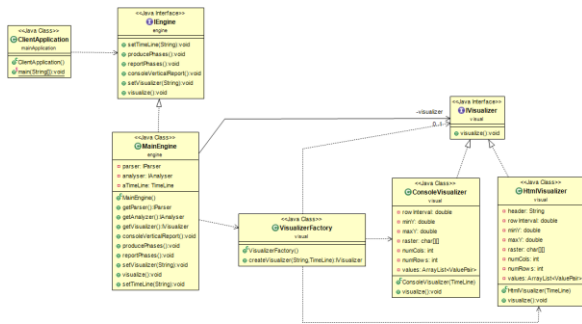 <<Java Interface>>
IEngine
engine
setTimeLine(String):void
producePhases():void
reportPhases():void
consoleVerticalReport():void
setVisualizer(String):void
visualize():void
<<Java Class>>
ClientApplication
mainApplication
ClientApplication()
main(String[]):void
<<Java Class>>
MainEngine
engine
parser: IParser
analyser: IAnalyser
aTimeLine: TimeLine
MainEngine()
getParser():IParser
getAnalyzer():IAnalyser
getVisualizer():IVisualizer
consoleVerticalReport():void
producePhases():void
reportPhases():void
setVisualizer(String):void
visualize():void
setTimeLine(String):void
-visualizer
0..1
<<Java Interface>>
IVisualizer
visual
visualize():void
<<Java Class>>
VisualizerFactory
visual
VisualizerFactory()
createVisualizer(String,TimeLine):IVisualizer
<<Java Class>>
ConsoleVisualizer
visual
rowInterval: double
minY: double
maxY: double
raster: char[][]
numCols: int
numRows: int
values: ArrayList<ValuePair>
ConsoleVisualizer(TimeLine)
visualize():void
<<Java Class>>
HtmlVisualizer
visual
header: String
rowInterval: double
minY: double
maxY: double
raster: char[][]
numCols: int
numRows: int
values: ArrayList<ValuePair>
HtmlVisualizer(TimeLine)
visualize():void